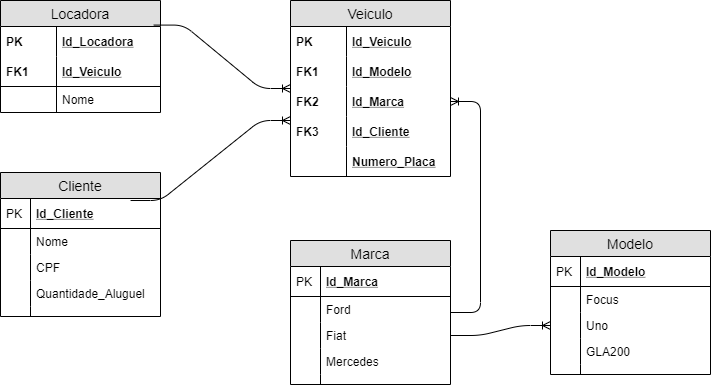 Locadora
PK Id_Locadora
FK1 Id_Veiculo
Nome
Veiculo
PK Id_Veiculo
FK1 Id_Modelo
FK2 Id_Marca
FK3 Id_Cliente
Numero_Placa
Cliente
PK Id_Cliente
Nome
CPF
Quantidade_Aluguel
Marca
PK Id_Marca
Ford
Fiat
Mercedes
Modelo
PK Id_Modelo
Focus
Uno
GLA200